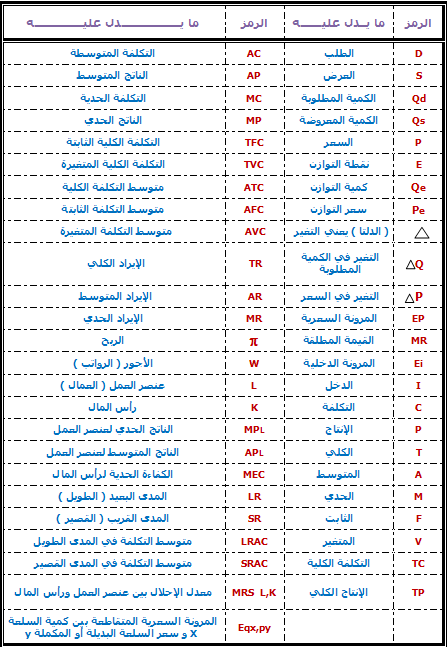 الرمز ما يدل عليه الرمز ما يدل عليه
D الطلب AC التكلفة المتوسطة
S العرض AP الناتج المتوسط
Qd الكمية المطلوبة MC التكلفة الحدية
Qs الكمية المعروضة MP الناتج الحدي
P السعر TFC التكلفة الكلية الثابتة
E نقطة التوازن TVC التكلفة الكلية المتغيرة
Qe كمية التوازن ATC متوسط التكلفة الكلية
Pe سعر التوازن AFC متوسط التكلفة الثابتة
△ ( الدلتا ) يعني التغير AVC متوسط التكلفة المتغيرة
△Q التغير في الكمية
المطلوبة
TR الإيراد الكلي
△P التغير في السعر AR الإيراد المتوسط
EP المرونة السعرية MR الإيراد الحدي
MR القيمة المطلقة π الربح
Ei المرونة الدخلية W الأجور ( الرواتب )
I الدخل L عنصر العمل ( العمال )
C التكلفة K رأس المال
P الإنتاج MPL الناتج الحدي لعنصر العمل
T الكلي APL الناتج المتوسط لعنصر العمل
A المتوسط MEC الكفاءة الحدية لرأس المال
M الحدي LR المدى البعيد ( الطويل )
F الثابت SR المدى القريب ( القصير )
V المتغير LRAC متوسط التكلفة في المدى الطويل
TC التكلفة الكلية SRAC متوسط التكلفة في المدى القصير
TP الإنتاج الكلي MRS L,K معدل الإحلال بين عنصر العمل ورأس المال
Eqx,py المرونة السعرية المتقاطعة بين كمية السلعة
X و سعر السلعة البديلة أو المكملة y